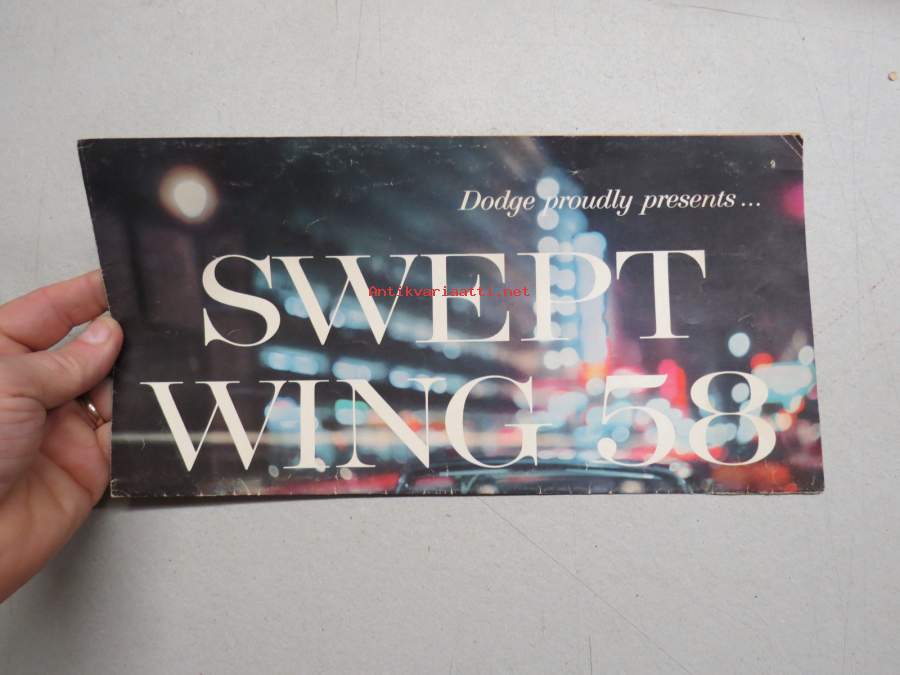 Dodge proudly presents...
SWEPT
Antikvariaatti.net
WING 58